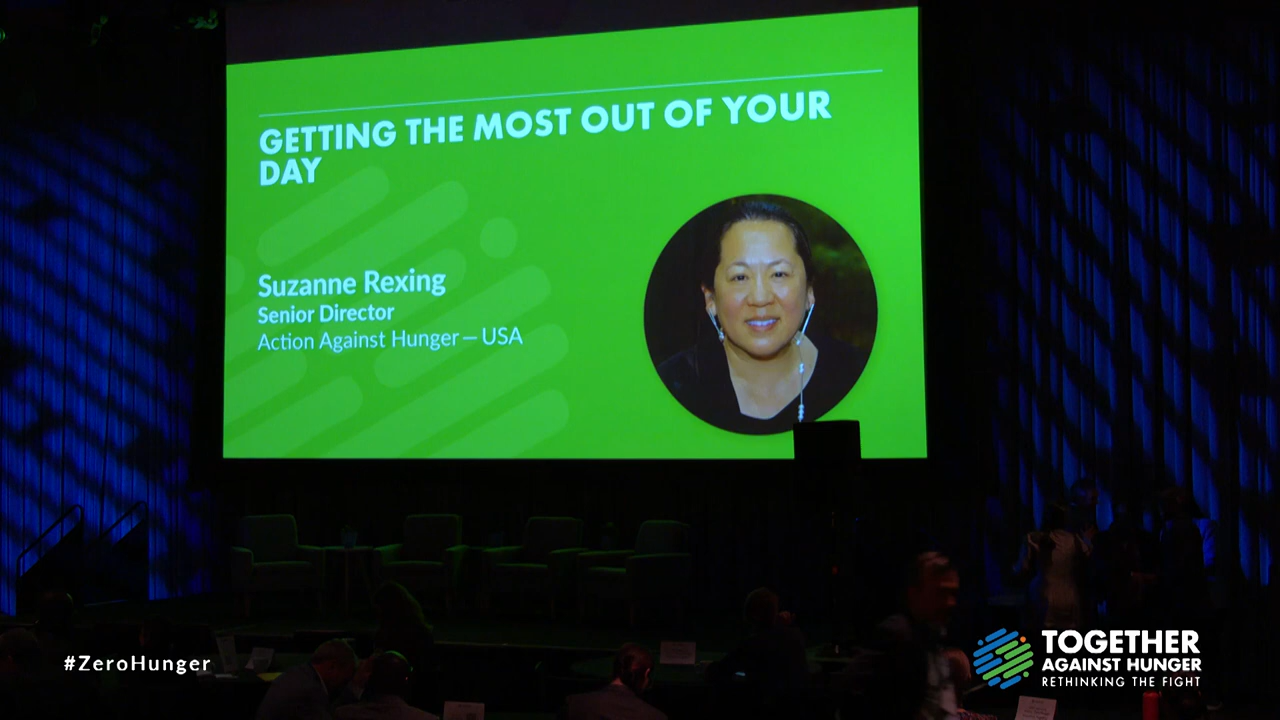 GETTING THE MOST OUT OF YOUR
DAY
Suzanne Rexing
Senior Director
Action Against Hunger – USA
#ZeroHunger
TOGETHER
AGAINST HUNGER
RETHINKING THE FIGHT